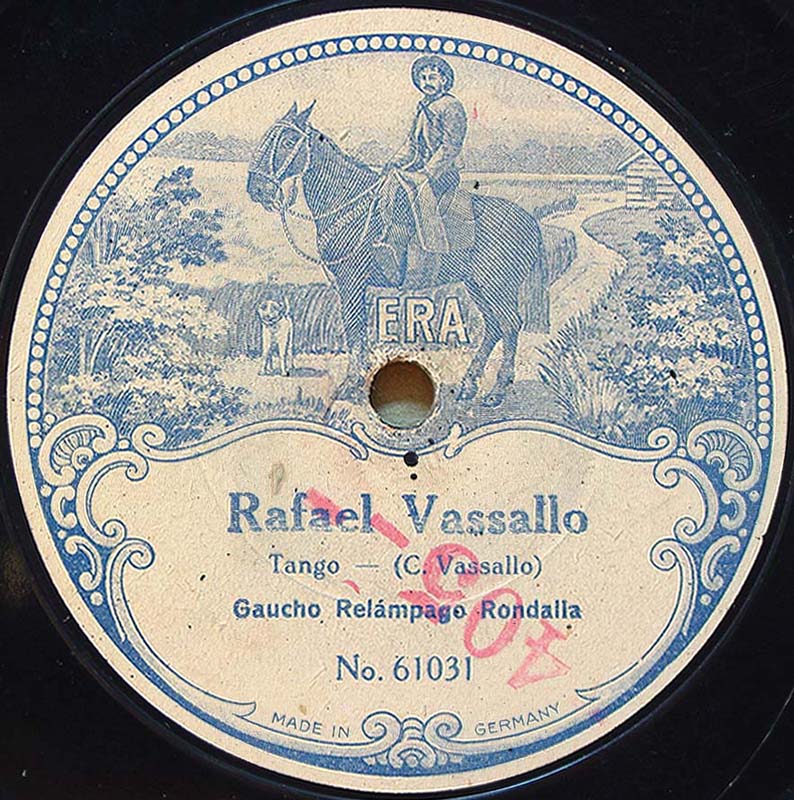 ERA
Rafael Vassallo
Tango — (C. Vassallo)
Gaucho Relámpago Rondalla
No. 61031
MADE IN GERMANY